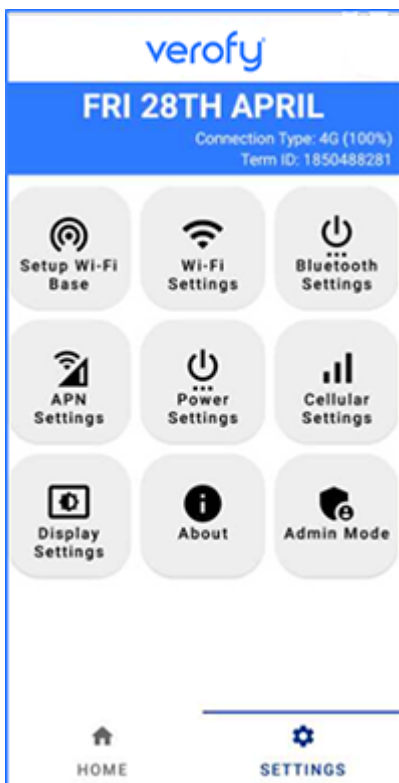 verofy
FRI 28TH APRIL
Connection Type: 4G (100%)
Term ID: 1850488281
Setup Wi-Fi
Base
Wi-Fi
Settings
Bluetooth
Settings
APN
Settings
Power
Settings
Cellular
Settings
Display
Settings
About
Admin Mode
HOME
SETTINGS